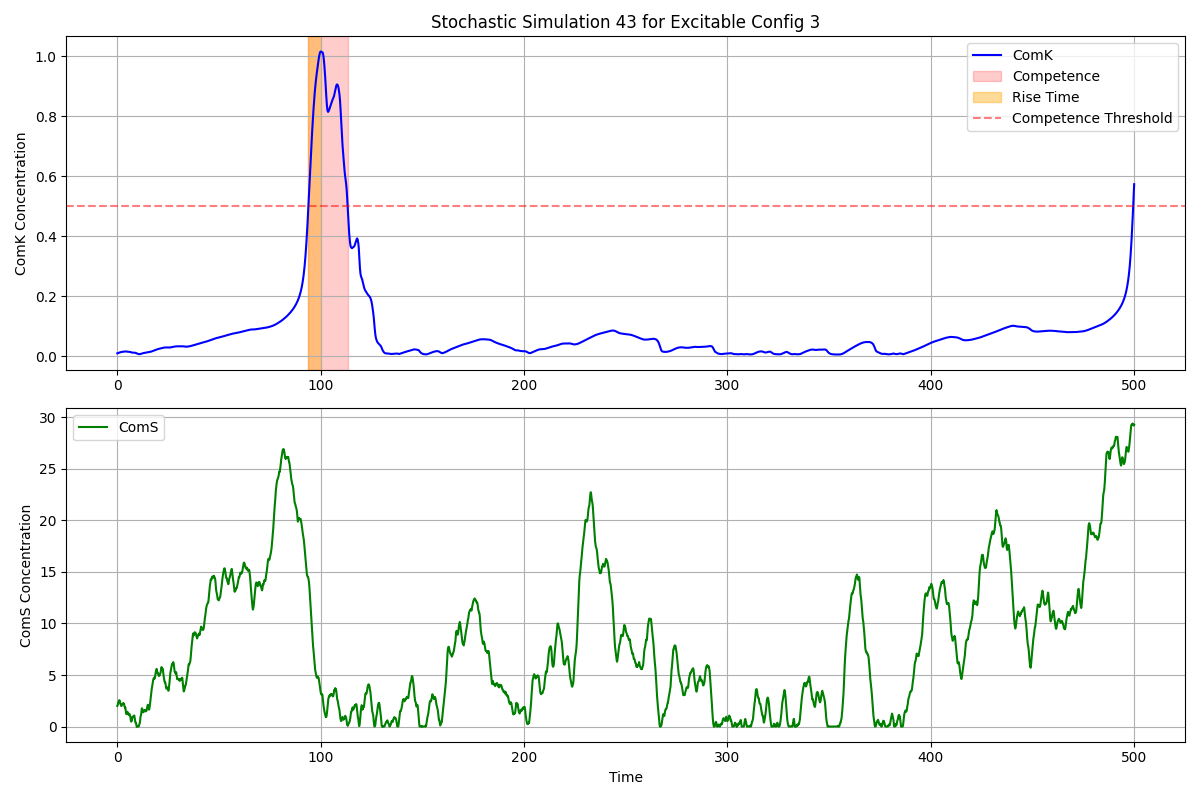 Stochastic Simulation 43 for Excitable Config 3
ComK Concentration
1.0
0.8
0.6
0.4
0.2
0.0
ComK
Competence
Rise Time
Competence Threshold
0 100 200 300 400 500
ComS Concentration
30
25
20
15
10
5
0
ComS
0 100 200 300 400 500
Time